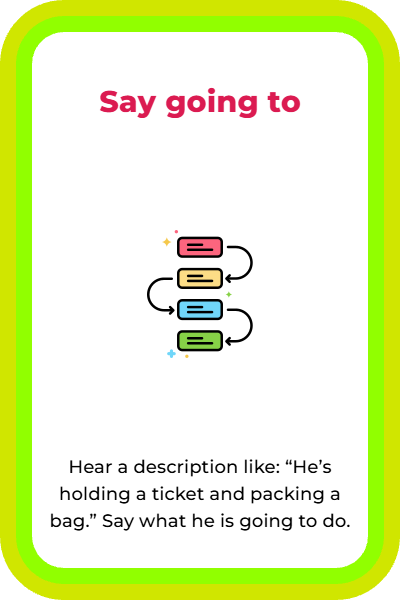 Say going to
Hear a description like: “He’s
holding a ticket and packing a
bag.” Say what he is going to do.